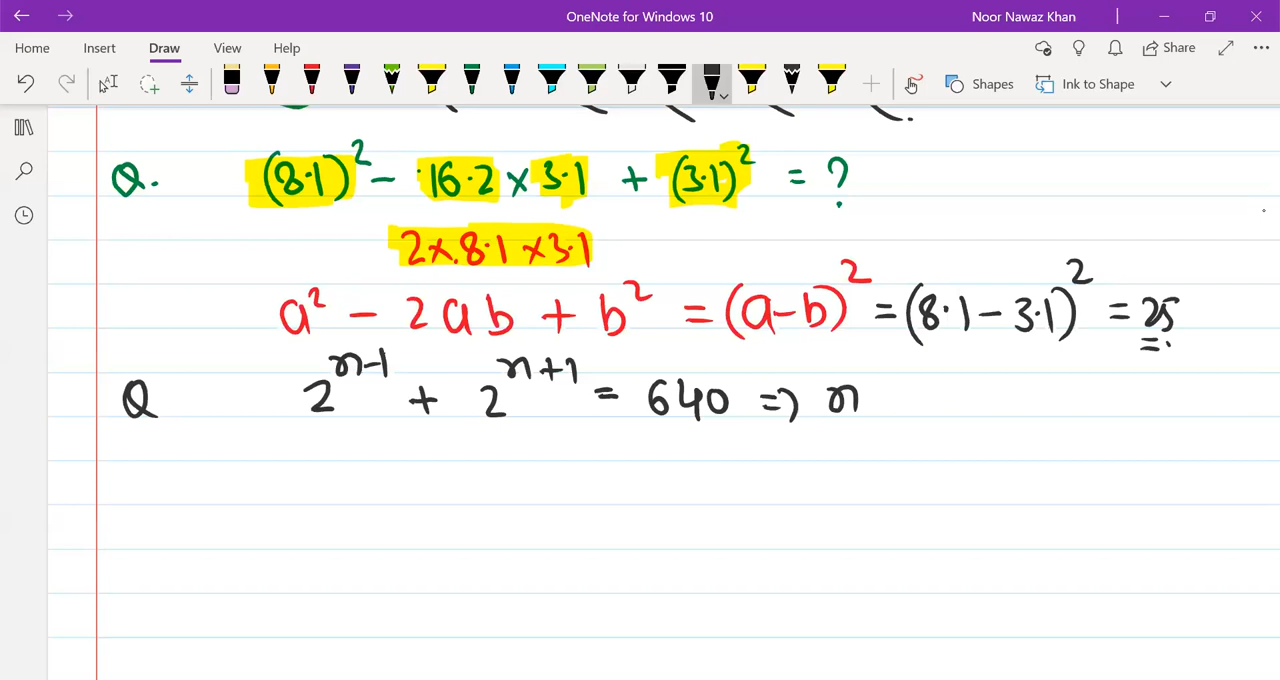 OneNote for Windows 10
Noor Nawaz Khan
Home Insert Draw View Help
Share
Shapes
Ink to Shape
Q. (8.1)² - 16.2 × 3.1 + (3.1)² = ?
2 × 8.1 × 3.1
a² - 2ab + b² = (a-b)² = (8.1 - 3.1)² = 25
Q 2ⁿ⁻¹ + 2ⁿ⁺¹ = 640 => n